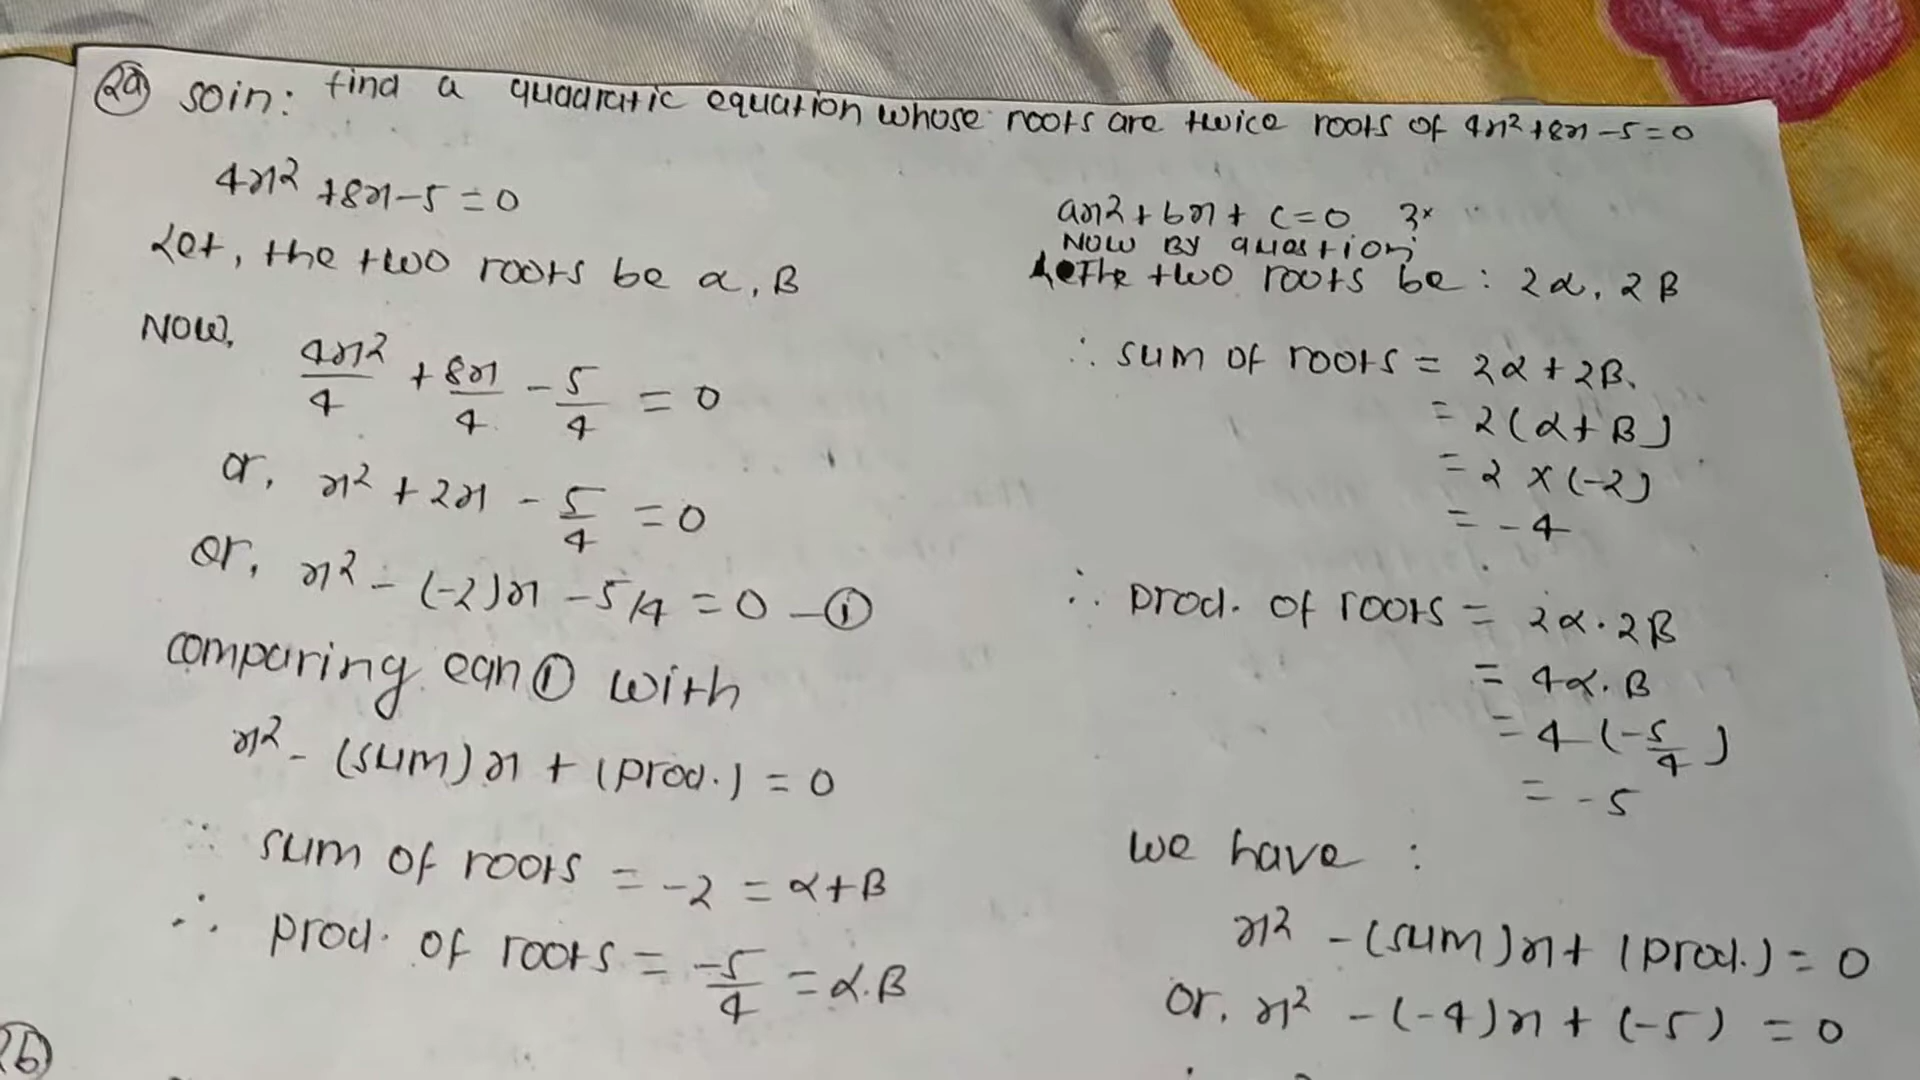 2a soln: find a quadratic equation whose roots are twice roots of 4x²+8x-5=0
4x² +8x-5=0
Let, the two roots be α, β
Now,
4x²/4 + 8x/4 - 5/4 = 0
or, x² + 2x - 5/4 = 0
or, x² - (-2)x - 5/4 = 0 - ①
comparing eqn ① with
x² - (sum) x + (prod.) = 0
∴ sum of roots = -2 = α+β
∴ prod. of roots = -5/4 = α.β
2b
ax²+bx+ c=0
Now By question;
The two roots be : 2α, 2β
∴ sum of roots = 2α + 2β.
= 2(α+β)
= 2 × (-2)
= -4
∴ prod. of roots = 2α.2β
= 4α.β
= 4 (-5/4)
= -5
we have :
x² - (sum)x + (prod.) = 0
or, x² - (-4)x + (-5) = 0